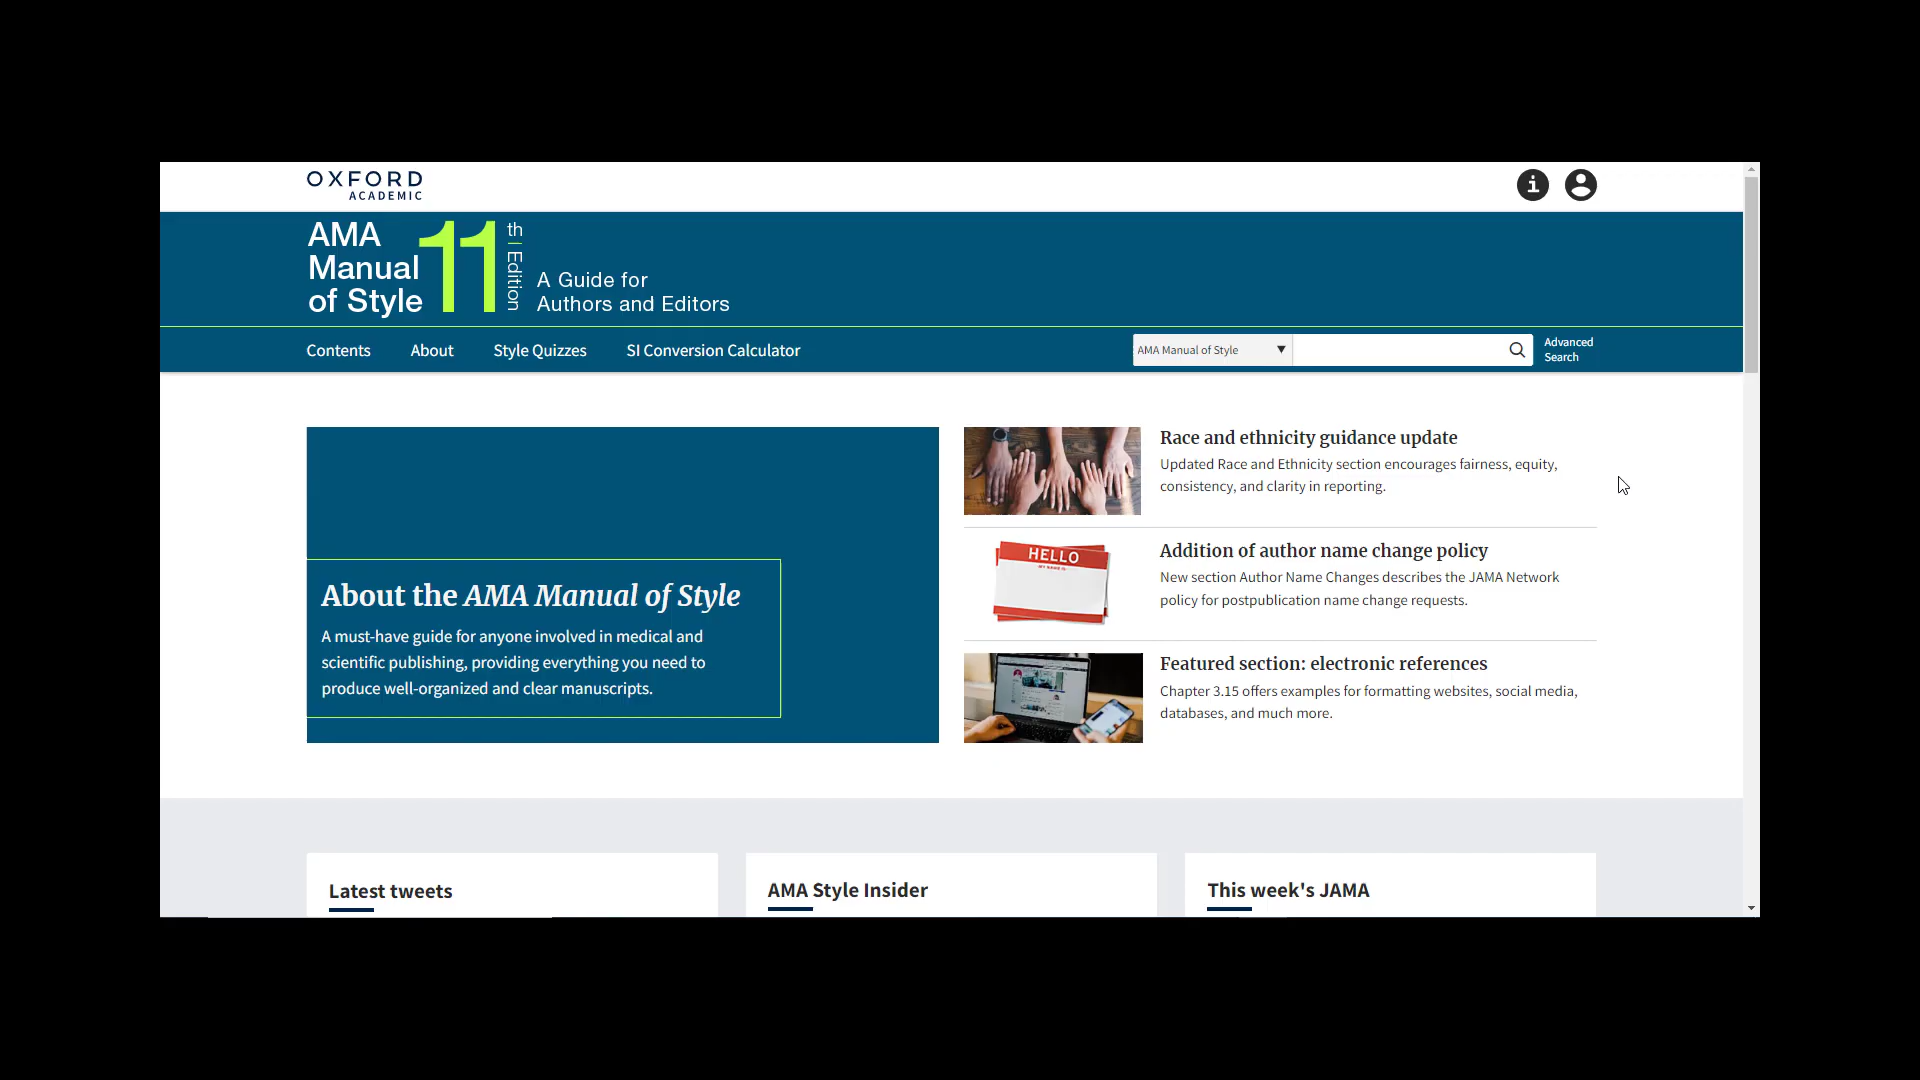 OXFORD
ACADEMIC
AMA
Manual
of Style
11
th
Edition
A Guide for
Authors and Editors
Contents
About
Style Quizzes
SI Conversion Calculator
AMA Manual of Style
Advanced
Search
About the AMA Manual of Style
A must-have guide for anyone involved in medical and
scientific publishing, providing everything you need to
produce well-organized and clear manuscripts.
Race and ethnicity guidance update
Updated Race and Ethnicity section encourages fairness, equity,
consistency, and clarity in reporting.
HELLO
MY NAME IS
Addition of author name change policy
New section Author Name Changes describes the JAMA Network
policy for postpublication name change requests.
Featured section: electronic references
Chapter 3.15 offers examples for formatting websites, social media,
databases, and much more.
Latest tweets
AMA Style Insider
This week's JAMA